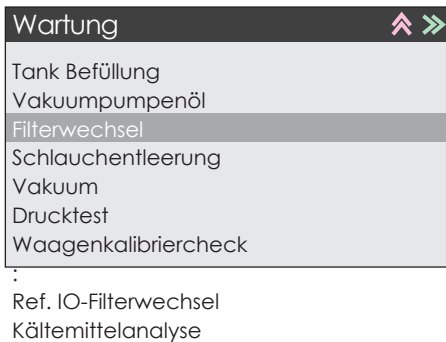 Wartung
Tank Befüllung
Vakuumpumpenöl
Filterwechsel
Schlauchentleerung
Vakuum
Drucktest
Waagenkalibriercheck
:
Ref. IO-Filterwechsel
Kältemittelanalyse